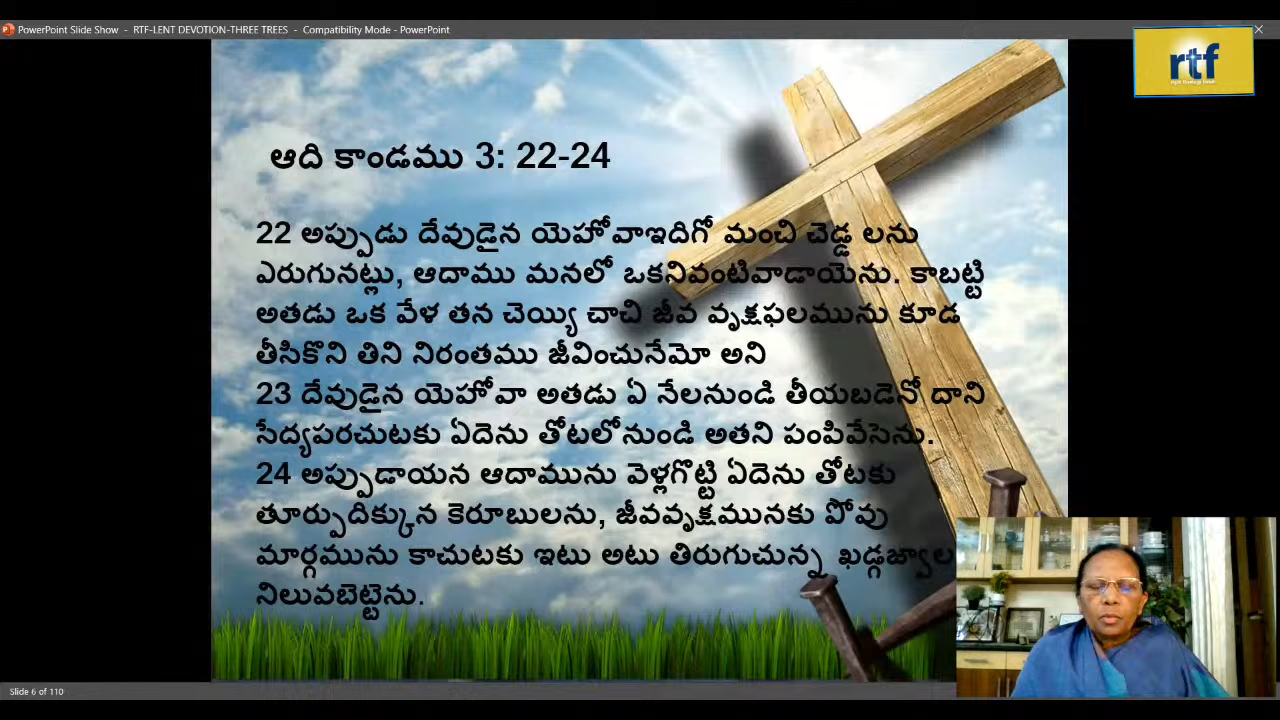 PowerPoint Slide Show - RTF-LENT DEVOTION-THREE TREES - Compatibility Mode - PowerPoint
rtf
ఆది కాండము 3: 22-24
22 అప్పుడు దేవుడైన యెహోవాఇదిగో మంచి చెడ్డ లను
ఎరుగునట్లు, ఆదాము మనలో ఒకనివంటివాడాయెను. కాబట్టి
అతడు ఒక వేళ తన చెయ్యి చాచి జీవ వృక్షఫలమును కూడ
తీసికొని తిని నిరంతము జీవించునేమో అని
23 దేవుడైన యెహోవా అతడు ఏ నేలనుండి తీయబడెనో దాని
సేద్యపరచుటకు ఏదెను తోటలోనుండి అతని పంపివేసెను.
24 అప్పుడాయన ఆదామును వెళ్లగొట్టి ఏదెను తోటకు
తూర్పుదిక్కున కెరూబులను, జీవవృక్షమునకు పోవు
మార్గమును కాచుటకు ఇటు అటు తిరుగుచున్న ఖడ్గజ్వాల
నిలువబెట్టెను.
Slide 6 of 110